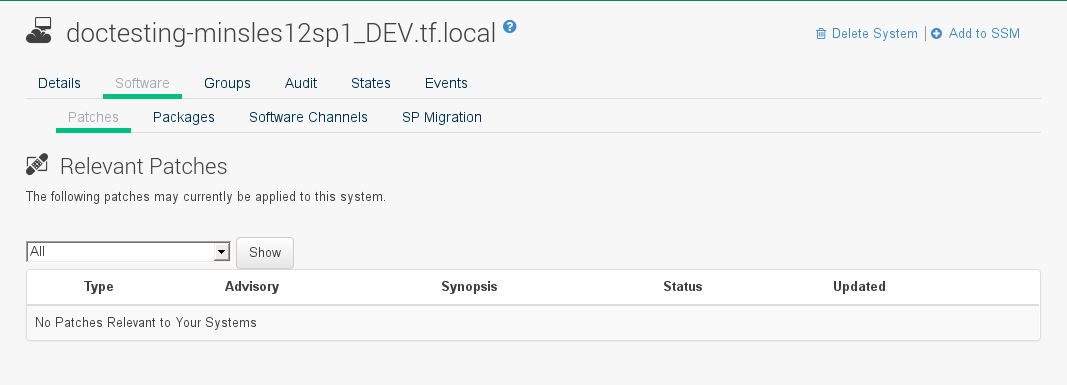 doctesting-minsles12sp1_DEV.tf.local ?
Delete System | Add to SSM
Details Software Groups Audit States Events
Patches Packages Software Channels SP Migration
Relevant Patches
The following patches may currently be applied to this system.
All Show
Type Advisory Synopsis Status Updated
No Patches Relevant to Your Systems